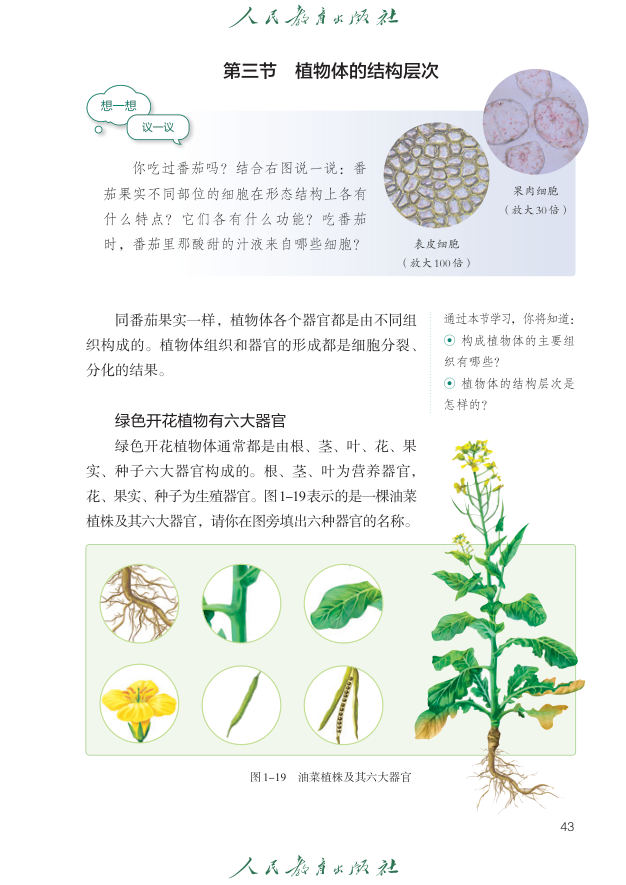 人民教育出版社
第三节 植物体的结构层次
想一想
议一议
你吃过番茄吗？结合右图说一说：番
茄果实不同部位的细胞在形态结构上各有
什么特点？它们各有什么功能？吃番茄
时，番茄里那酸甜的汁液来自哪些细胞？
果肉细胞
（放大30倍）
表皮细胞
（放大100倍）
同番茄果实一样，植物体各个器官都是由不同组
织构成的。植物体组织和器官的形成都是细胞分裂、
分化的结果。
通过本节学习，你将知道：
构成植物体的主要组
织有哪些？
植物体的结构层次是
怎样的？
绿色开花植物有六大器官
绿色开花植物体通常都是由根、茎、叶、花、果
实、种子六大器官构成的。根、茎、叶为营养器官，
花、果实、种子为生殖器官。图1–19表示的是一棵油菜
植株及其六大器官，请你在图旁填出六种器官的名称。
图1–19 油菜植株及其六大器官
43
人民教育出版社